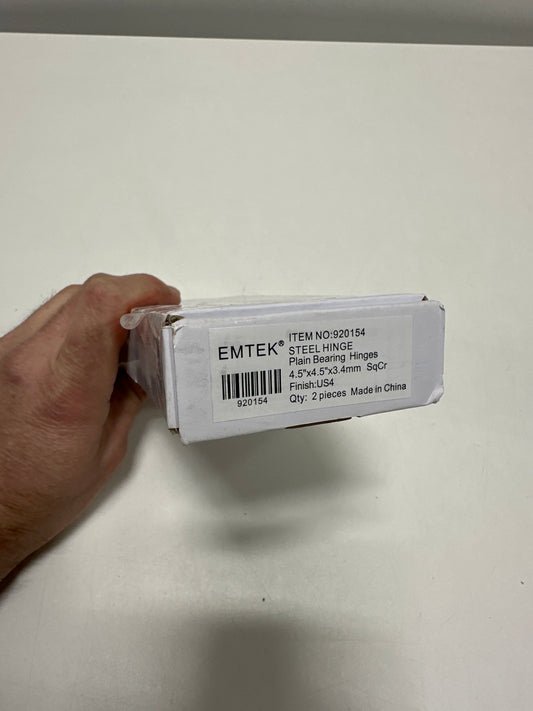 EMTEK®
920154
ITEM NO:920154
STEEL HINGE
Plain Bearing Hinges
4.5"x4.5"x3.4mm SqCr
Finish:US4
Qty: 2 pieces Made in China